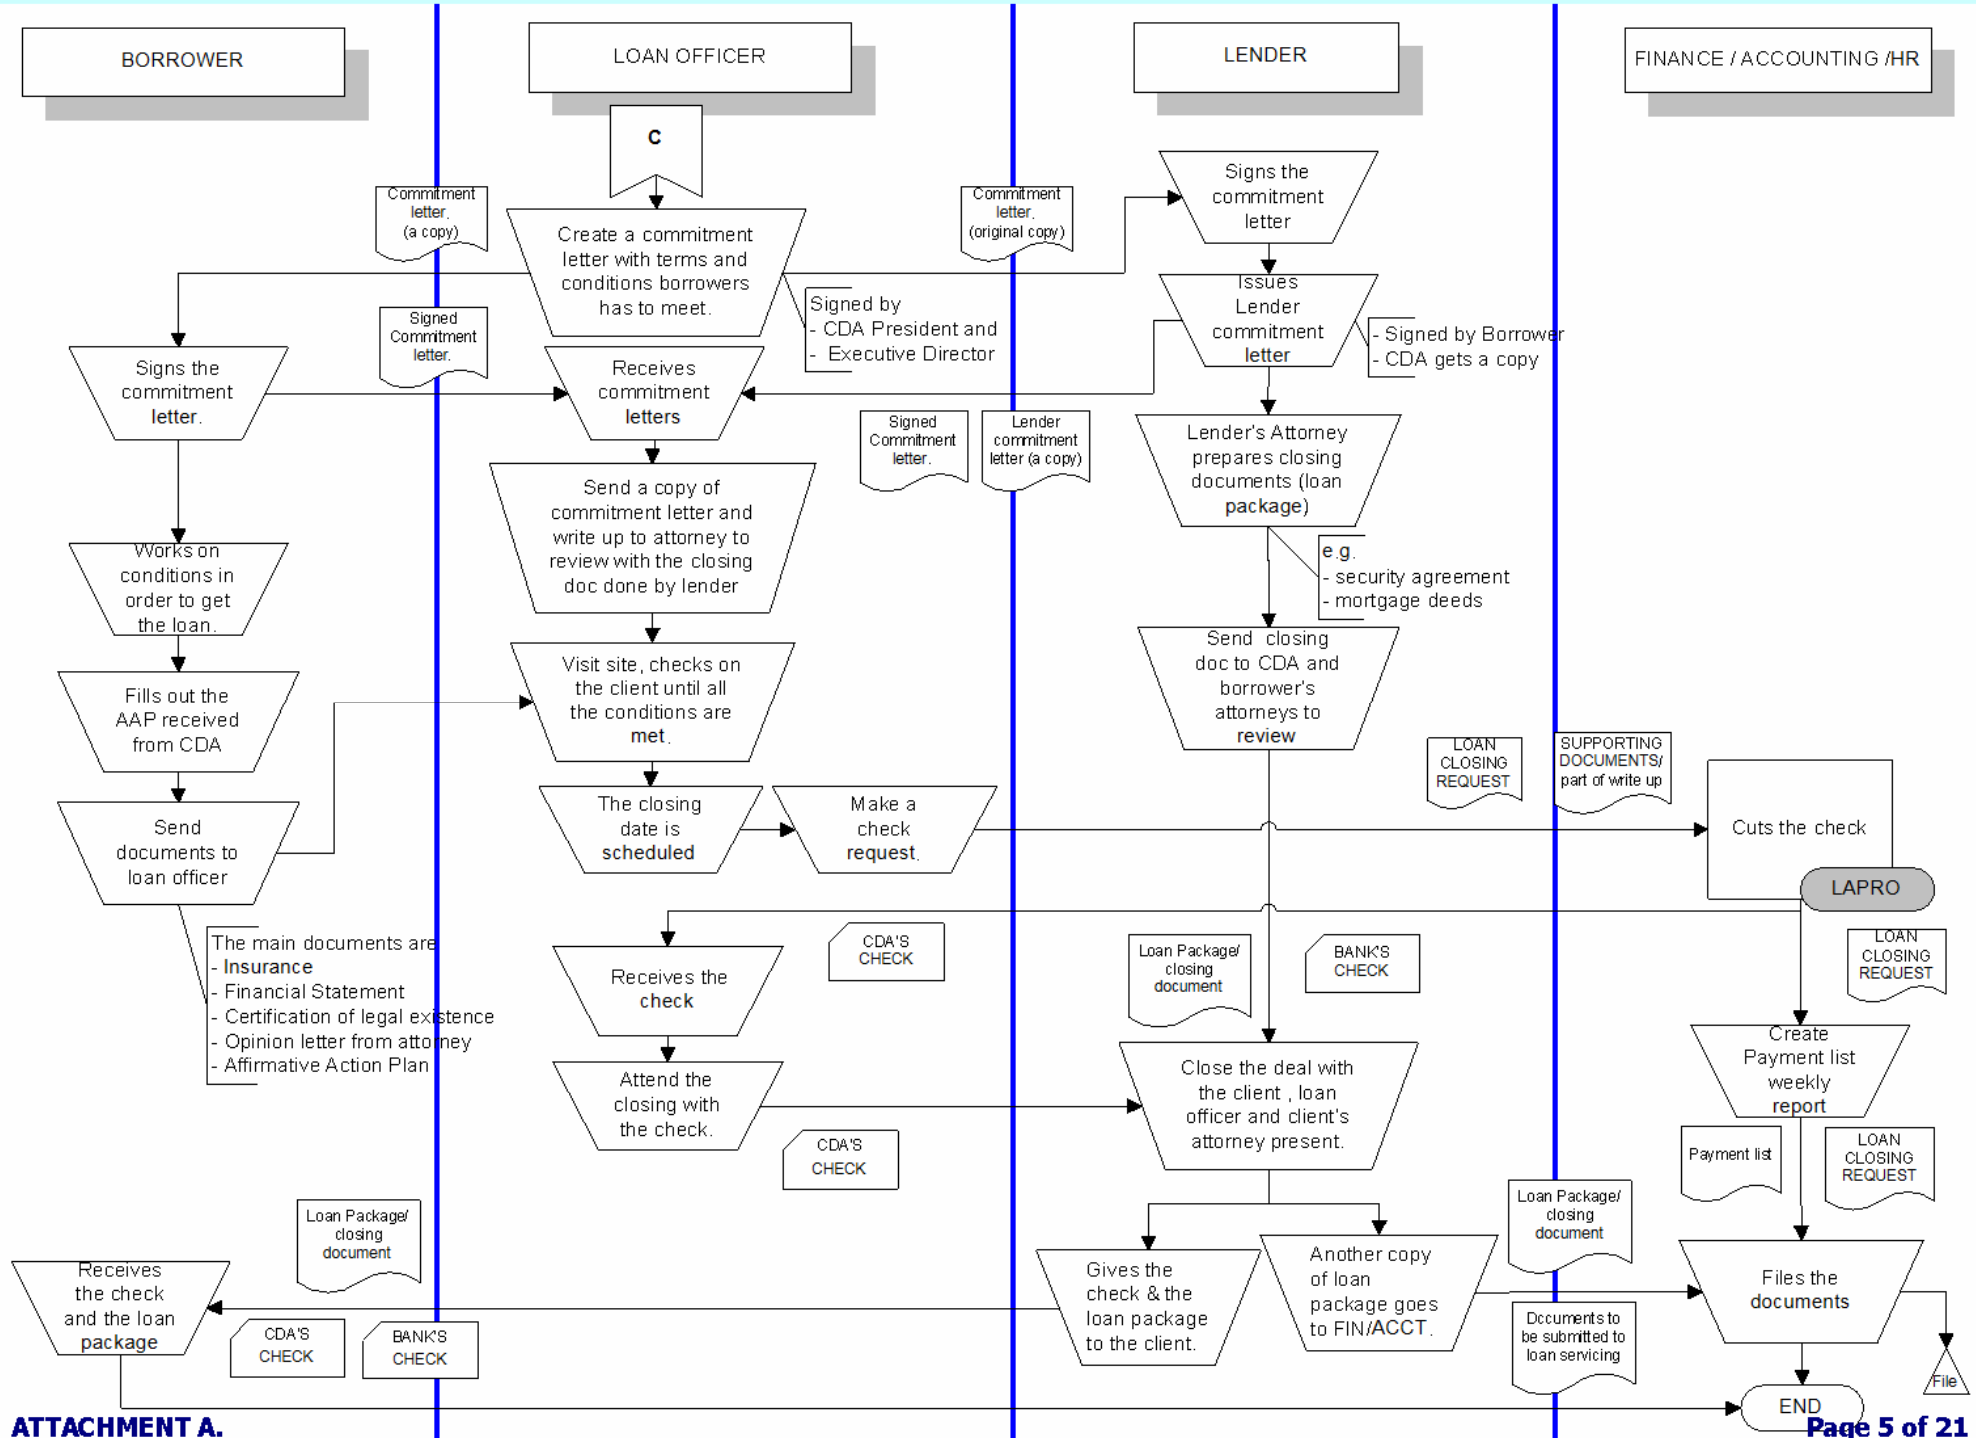 BORROWER
LOAN OFFICER
LENDER
FINANCE / ACCOUNTING /HR
C
Commitment
letter.
(a copy)
Create a commitment
letter with terms and
conditions borrowers
has to meet.
Commitment
letter.
(original copy)
Signs the
commitment
letter
Signed by
- CDA President and
- Executive Director
Issues
Lender
commitment
letter
- Signed by Borrower
- CDA gets a copy
Signed
Commitment
letter.
Signs the
commitment
letter.
Receives
commitment
letters
Signed
Commitment
letter.
Lender
commitment
letter (a copy)
Lender's Attorney
prepares closing
documents (loan
package)
Send a copy of
commitment letter and
write up to attorney to
review with the closing
doc done by lender
e.g.
- security agreement
- mortgage deeds
Works on
conditions in
order to get
the loan.
Visit site, checks on
the client until all
the conditions are
met.
Send closing
doc to CDA and
borrower's
attorneys to
review
Fills out the
AAP received
from CDA
LOAN
CLOSING
REQUEST
SUPPORTING
DOCUMENTS/
part of write up
Send
documents to
loan officer
The closing
date is
scheduled
Make a
check
request.
Cuts the check
LAPRO
The main documents are
- Insurance
- Financial Statement
- Certification of legal existence
- Opinion letter from attorney
- Affirmative Action Plan
Receives the
check
CDA'S
CHECK
Loan Package/
closing
document
BANK'S
CHECK
LOAN
CLOSING
REQUEST
Create
Payment list
weekly
report
Attend the
closing with
the check.
CDA'S
CHECK
Close the deal with
the client , loan
officer and client's
attorney present.
Payment list
LOAN
CLOSING
REQUEST
Loan Package/
closing
document
Loan Package/
closing
document
Receives
the check
and the loan
package
CDA'S
CHECK
BANK'S
CHECK
Gives the
check & the
loan package
to the client.
Another copy
of loan
package goes
to FIN/ACCT.
Documents to
be submitted to
loan servicing
Files the
documents
File
END
ATTACHMENT A.
Page 5 of 21